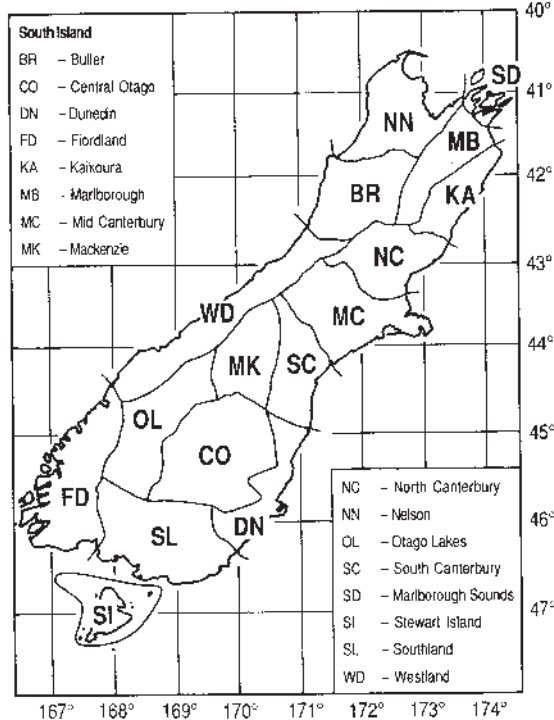 South Island
BR – Buller
CO – Central Otago
DN – Dunedin
FD – Fiordland
KA – Kaikoura
MB - Marlborough
MC – Mid Canterbury
MK – Mackenzie
40°
SD
41°
NN
MB
42°
BR
KA
NC
43°
WD
MC
44°
MK
SC
OL
45°
CO
NC – North Canterbury
NN – Nelson
OL – Otago Lakes
SC – South Canterbury
SD – Marlborough Sounds
SI – Stewart Island
SL – Southland
WD – Westland
FD
DN
46°
SL
SI
47°
167° 168° 169° 170° 171° 172° 173° 174°